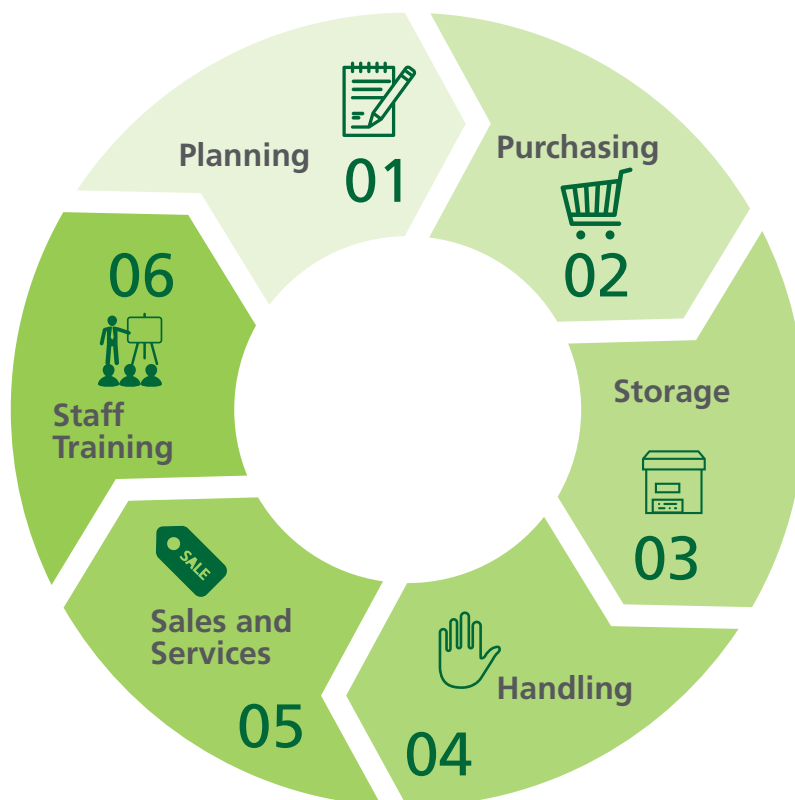 Planning
01
Purchasing
02
Storage
03
Handling
04
SALE
Sales and
Services
05
06
Staff
Training